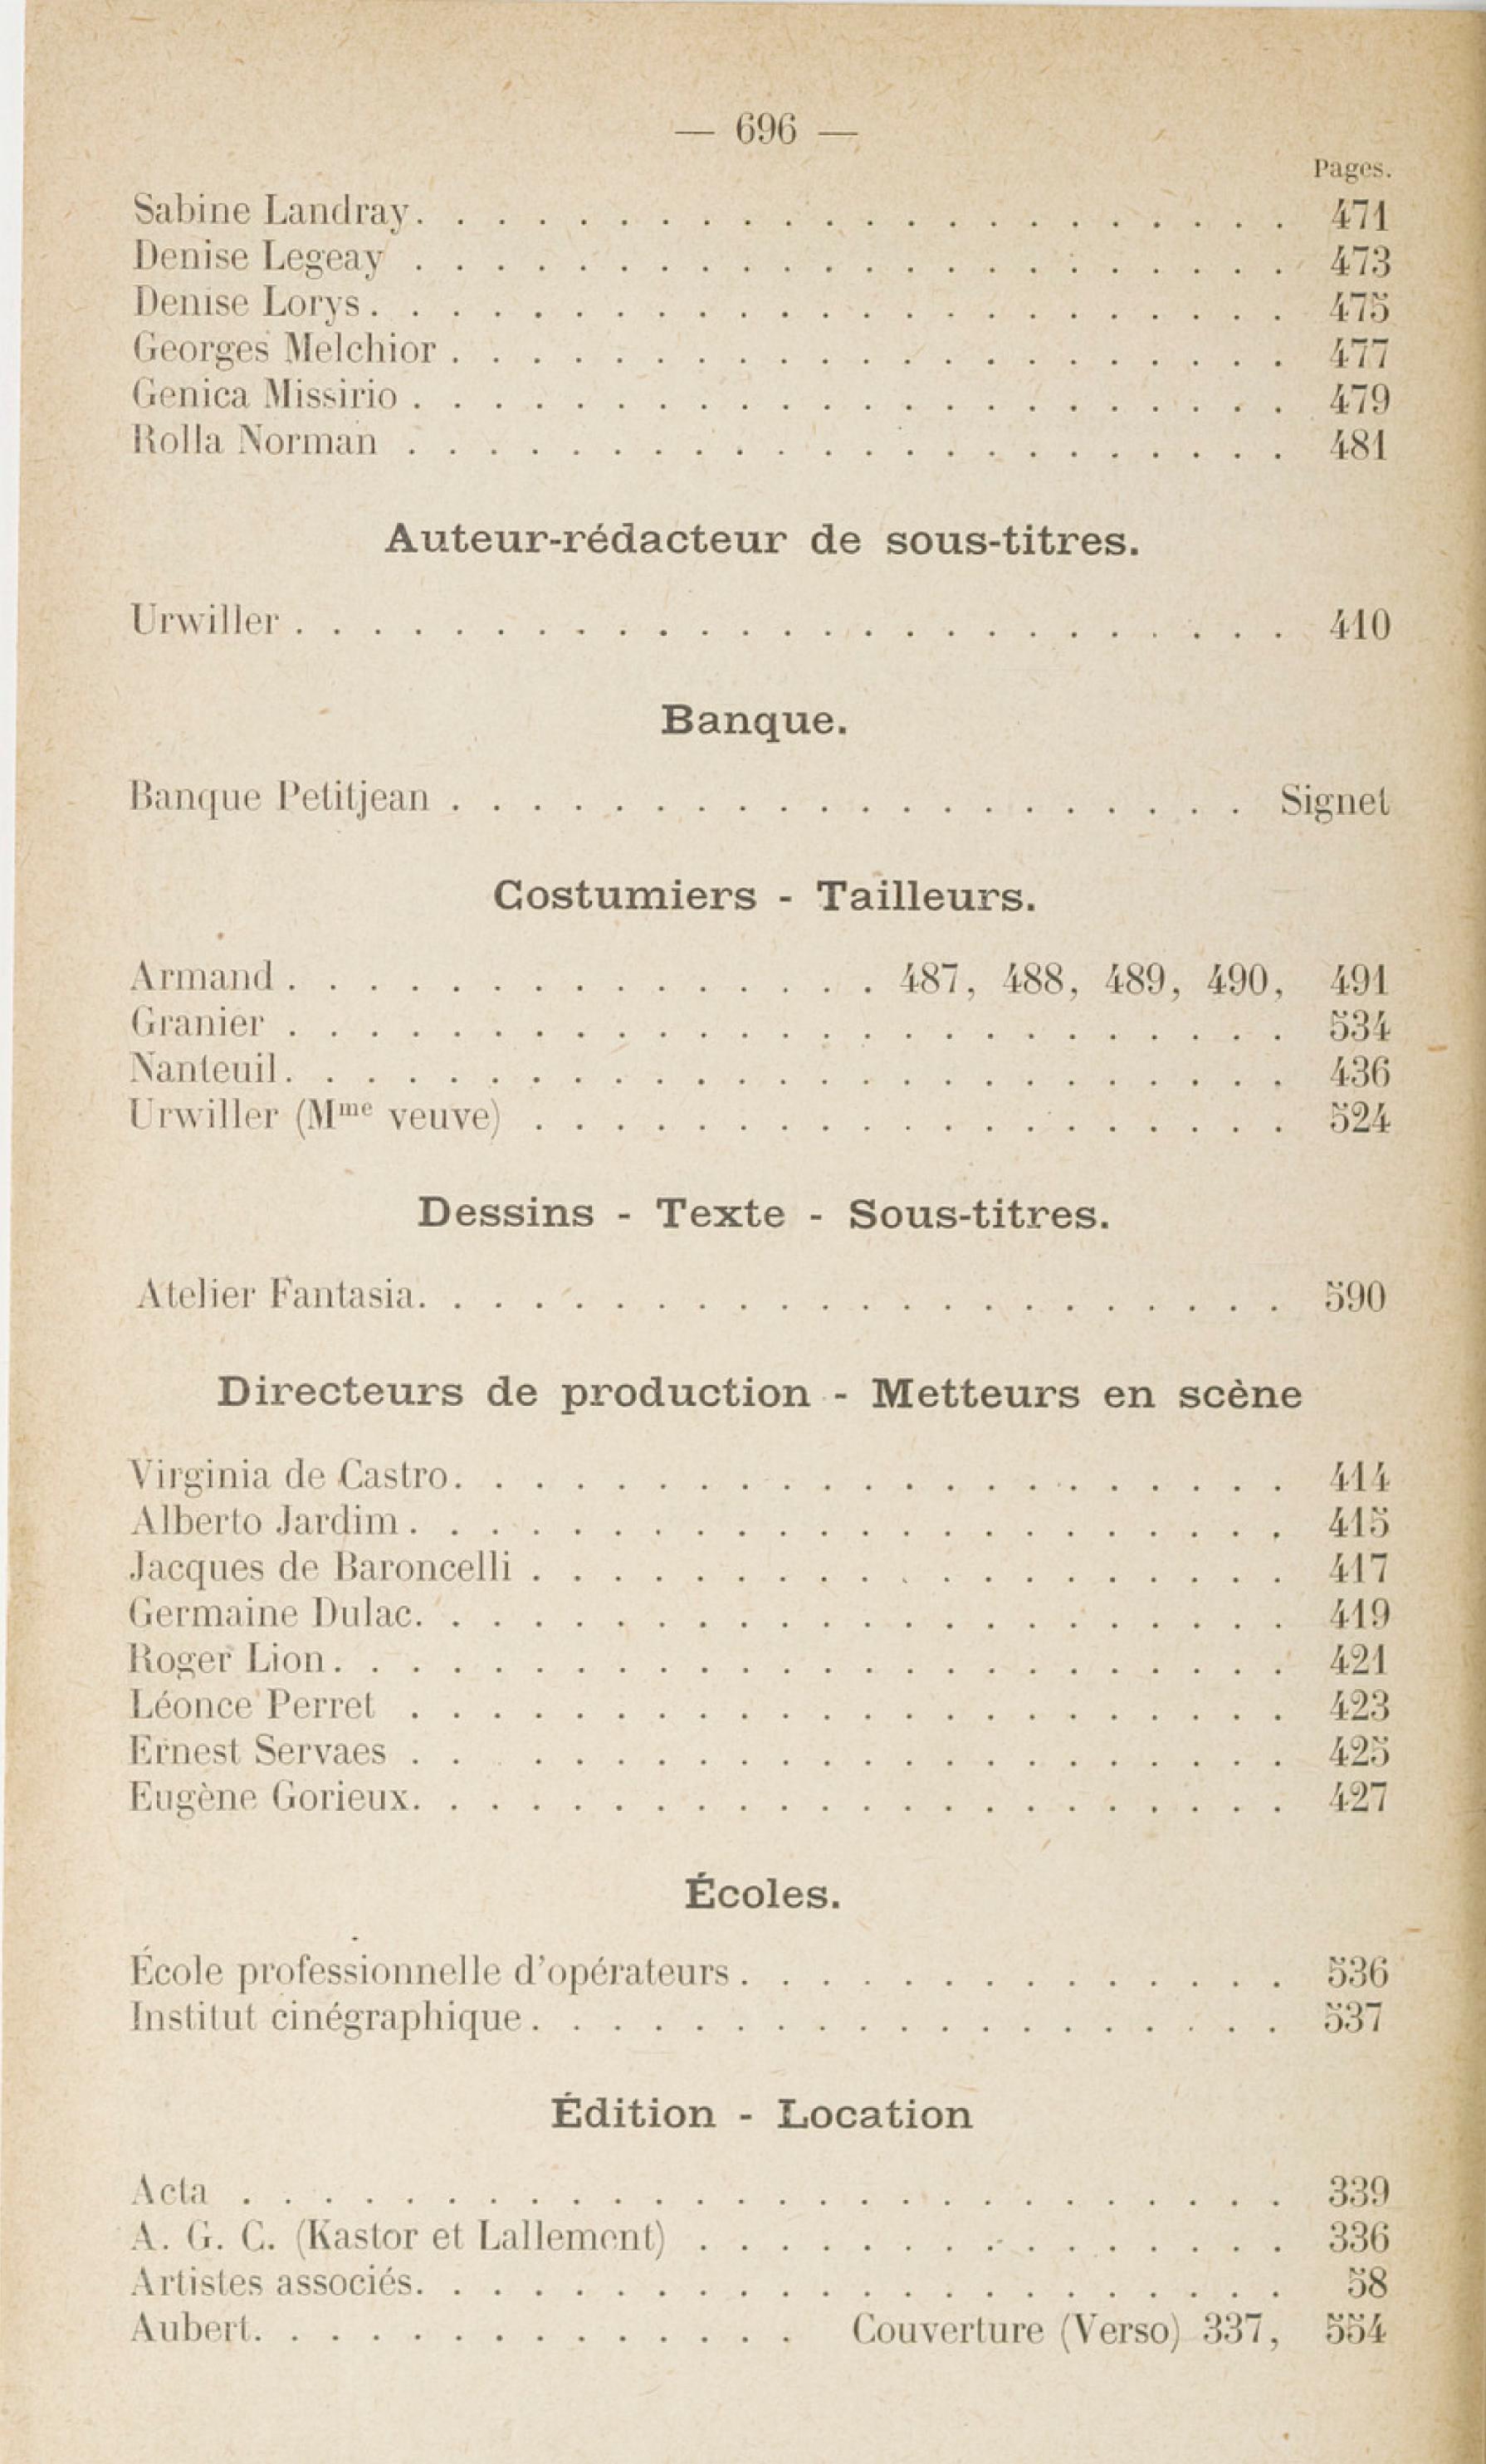 — 696 —
Pages.
Sabine Landray. . . . . . . . . . . . . . . . . . . . . . 471
Denise Legeay . . . . . . . . . . . . . . . . . . . . . . 473
Denise Lorys. . . . . . . . . . . . . . . . . . . . . . . 475
Georges Melchior . . . . . . . . . . . . . . . . . . . . . 477
Genica Missirio . . . . . . . . . . . . . . . . . . . . . . 479
Rolla Norman . . . . . . . . . . . . . . . . . . . . . . 481
Auteur-rédacteur de sous-titres.
Urwiller . . . . . . . . . . . . . . . . . . . . . . . . . 410
Banque.
Banque Petitjean . . . . . . . . . . . . . . . . . . . . Signet
Costumiers - Tailleurs.
Armand . . . . . . . . . . . . . . . 487, 488, 489, 490, 491
Granier . . . . . . . . . . . . . . . . . . . . . . . . . 534
Nanteuil. . . . . . . . . . . . . . . . . . . . . . . . . 436
Urwiller (Mme veuve) . . . . . . . . . . . . . . . . . . . 524
Dessins - Texte - Sous-titres.
Atelier Fantasia. . . . . . . . . . . . . . . . . . . . . . 590
Directeurs de production - Metteurs en scène
Virginia de Castro. . . . . . . . . . . . . . . . . . . . . 414
Alberto Jardim . . . . . . . . . . . . . . . . . . . . . . 415
Jacques de Baroncelli . . . . . . . . . . . . . . . . . . . 417
Germaine Dulac. . . . . . . . . . . . . . . . . . . . . . 419
Roger Lion. . . . . . . . . . . . . . . . . . . . . . . . 421
Léonce Perret . . . . . . . . . . . . . . . . . . . . . . 423
Ernest Servaes . . . . . . . . . . . . . . . . . . . . . 425
Eugène Gorieux. . . . . . . . . . . . . . . . . . . . . . 427
Écoles.
École professionnelle d'opérateurs . . . . . . . . . . . . . . 536
Institut cinégraphique . . . . . . . . . . . . . . . . . . . 537
Édition - Location
Acta . . . . . . . . . . . . . . . . . . . . . . . . . . 339
A. G. C. (Kastor et Lallement) . . . . . . . . . . . . . . . 336
Artistes associés. . . . . . . . . . . . . . . . . . . . . . 58
Aubert. . . . . . . . . . . . . . Couverture (Verso) 337, 554